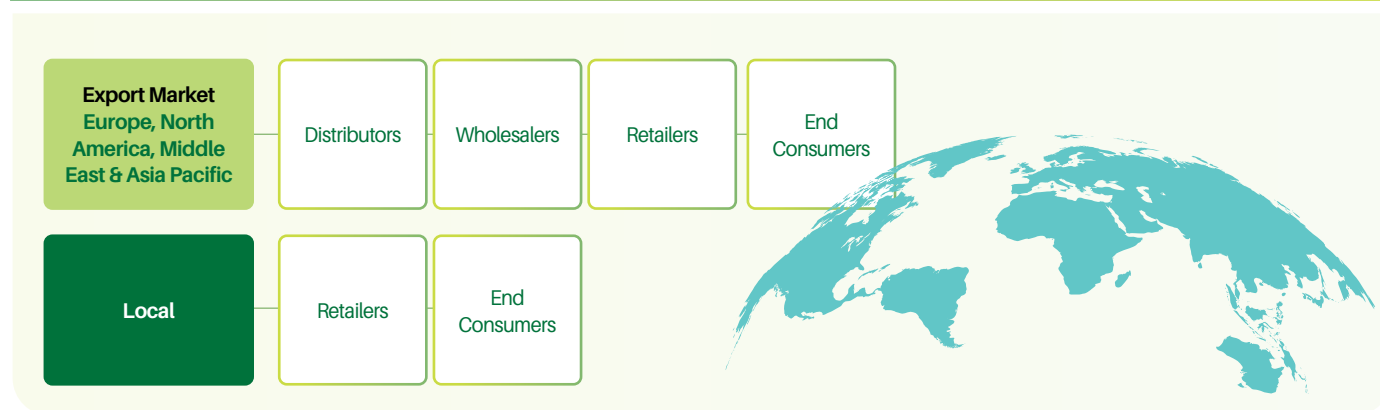 Export Market
Europe, North
America, Middle
East & Asia Pacific
Distributors
Wholesalers
Retailers
End
Consumers
Local
Retailers
End
Consumers